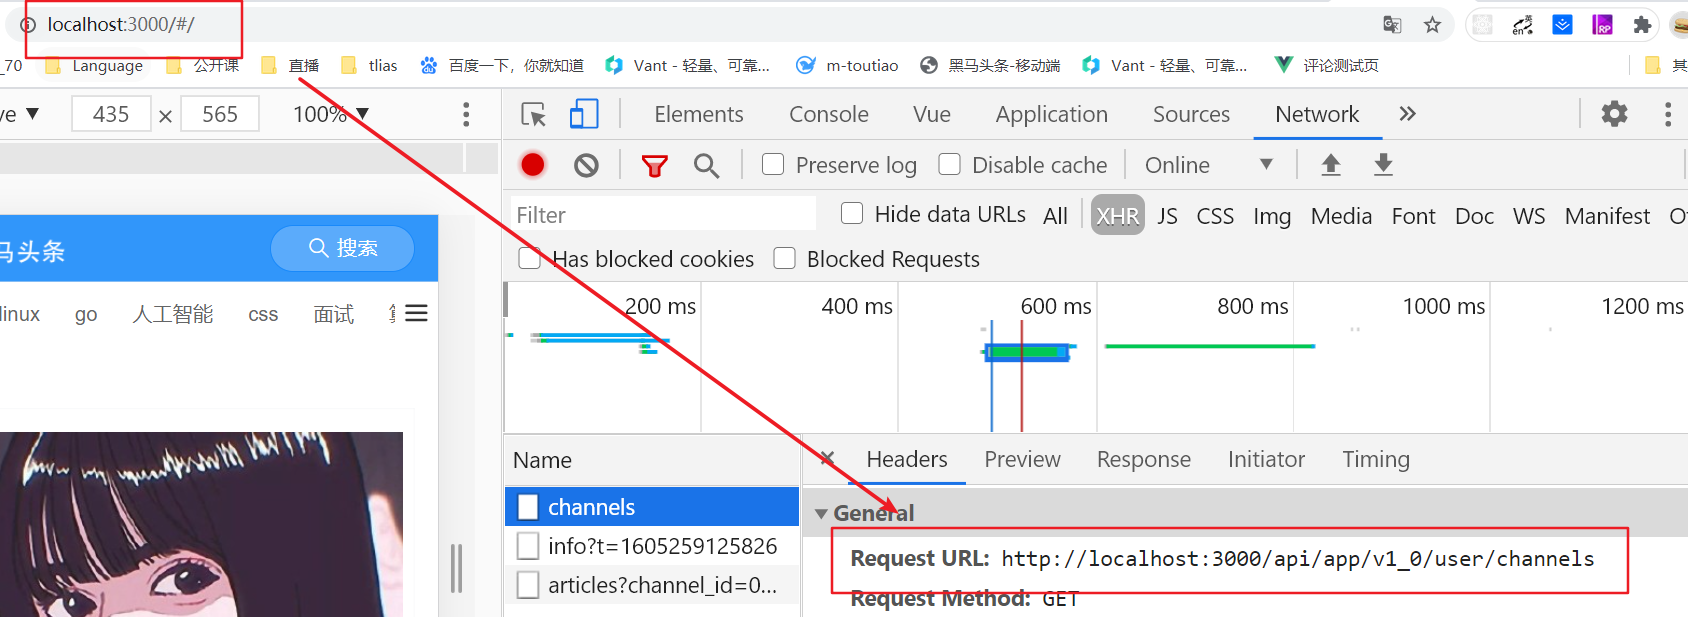 localhost:3000/#/
_70 Language 公开课 直播 tlias 百度一下，你就知道 Vant - 轻量、可靠... m-toutiao 黑马头条-移动端 Vant - 轻量、可靠... 评论测试页 其
ve ▼ 435 × 565 100% ▼ Elements Console Vue Application Sources Network »
Preserve log Disable cache Online ▼
Filter Hide data URLs All XHR JS CSS Img Media Font Doc WS Manifest
Has blocked cookies Blocked Requests
马头条 搜索
linux go 人工智能 css 面试
200 ms 400 ms 600 ms 800 ms 1000 ms 1200 ms
Name × Headers Preview Response Initiator Timing
channels
info?t=1605259125826
articles?channel_id=0...
▼ General
Request URL: http://localhost:3000/api/app/v1_0/user/channels
Request Method: GET